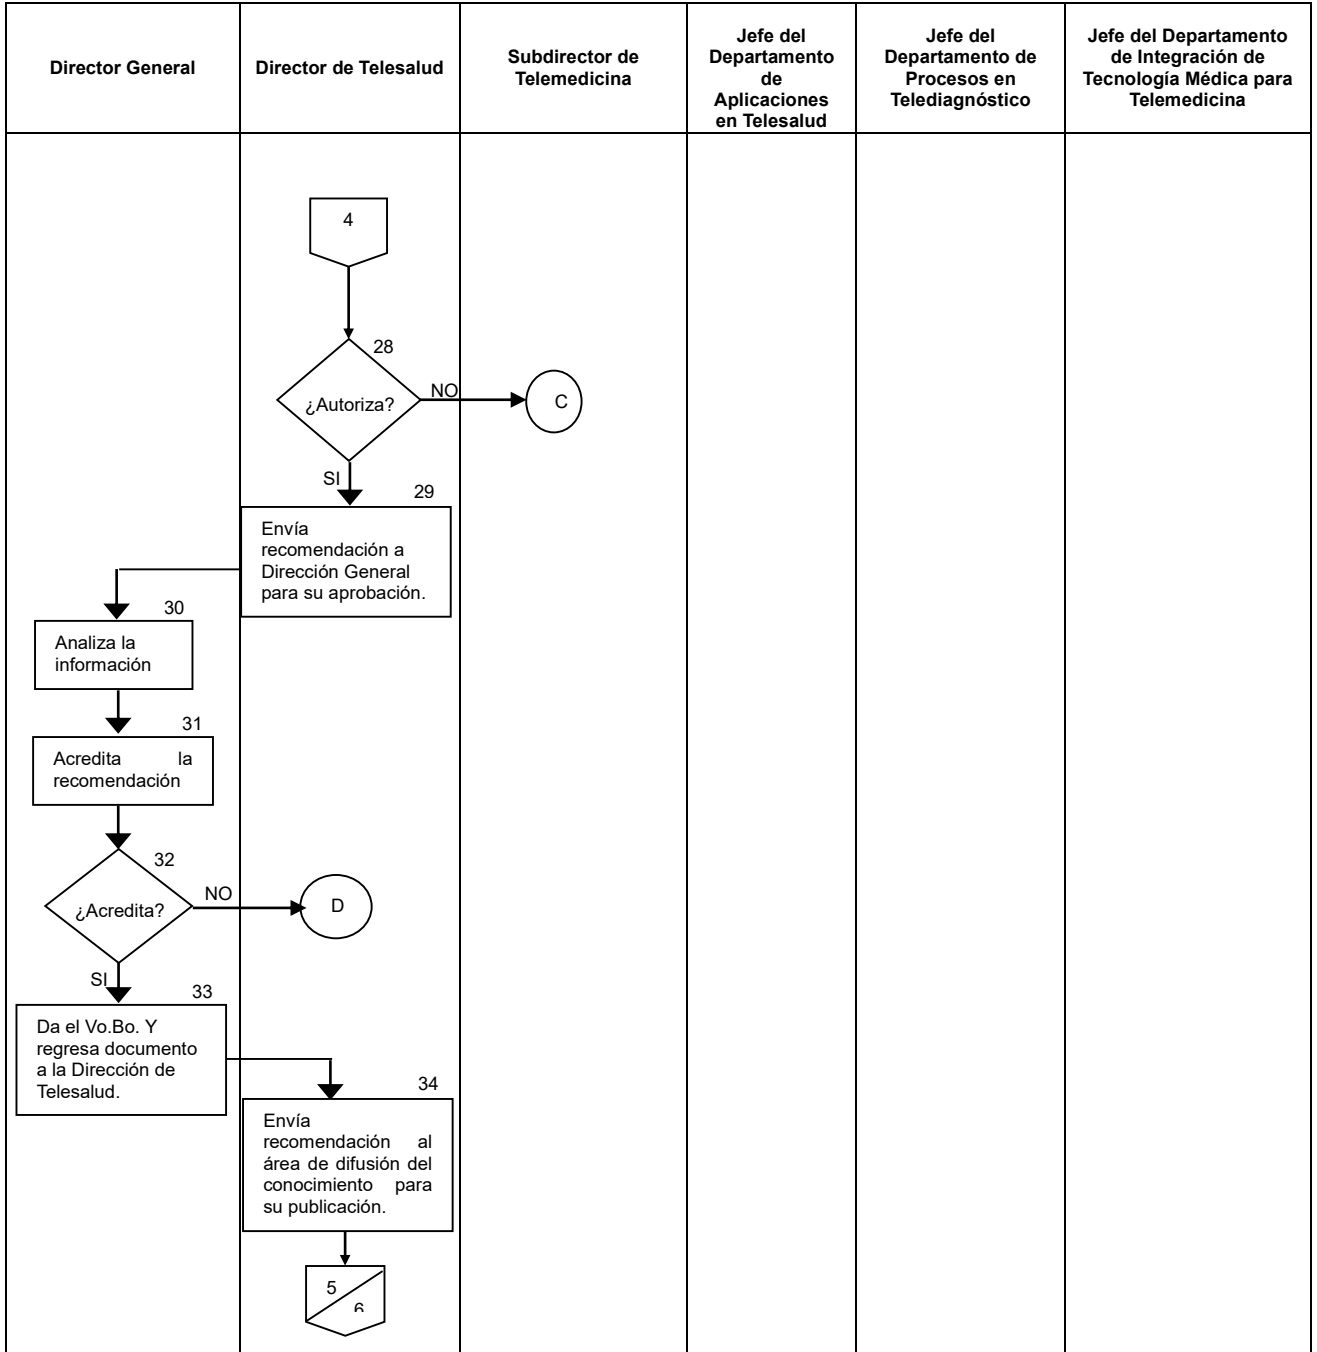 Director General
Director de Telesalud
Subdirector de
Telemedicina
Jefe del
Departamento
de
Aplicaciones
en Telesalud
Jefe del
Departamento de
Procesos en
Telediagnóstico
Jefe del Departamento
de Integración de
Tecnología Médica para
Telemedicina
4
28
¿Autoriza?
NO
C
SI
29
Envía
recomendación a
Dirección General
para su aprobación.
30
Analiza la
información
31
Acredita la
recomendación
32
¿Acredita?
NO
D
SI
33
Da el Vo.Bo. Y
regresa documento
a la Dirección de
Telesalud.
34
Envía
recomendación al
área de difusión del
conocimiento para
su publicación.
5
6